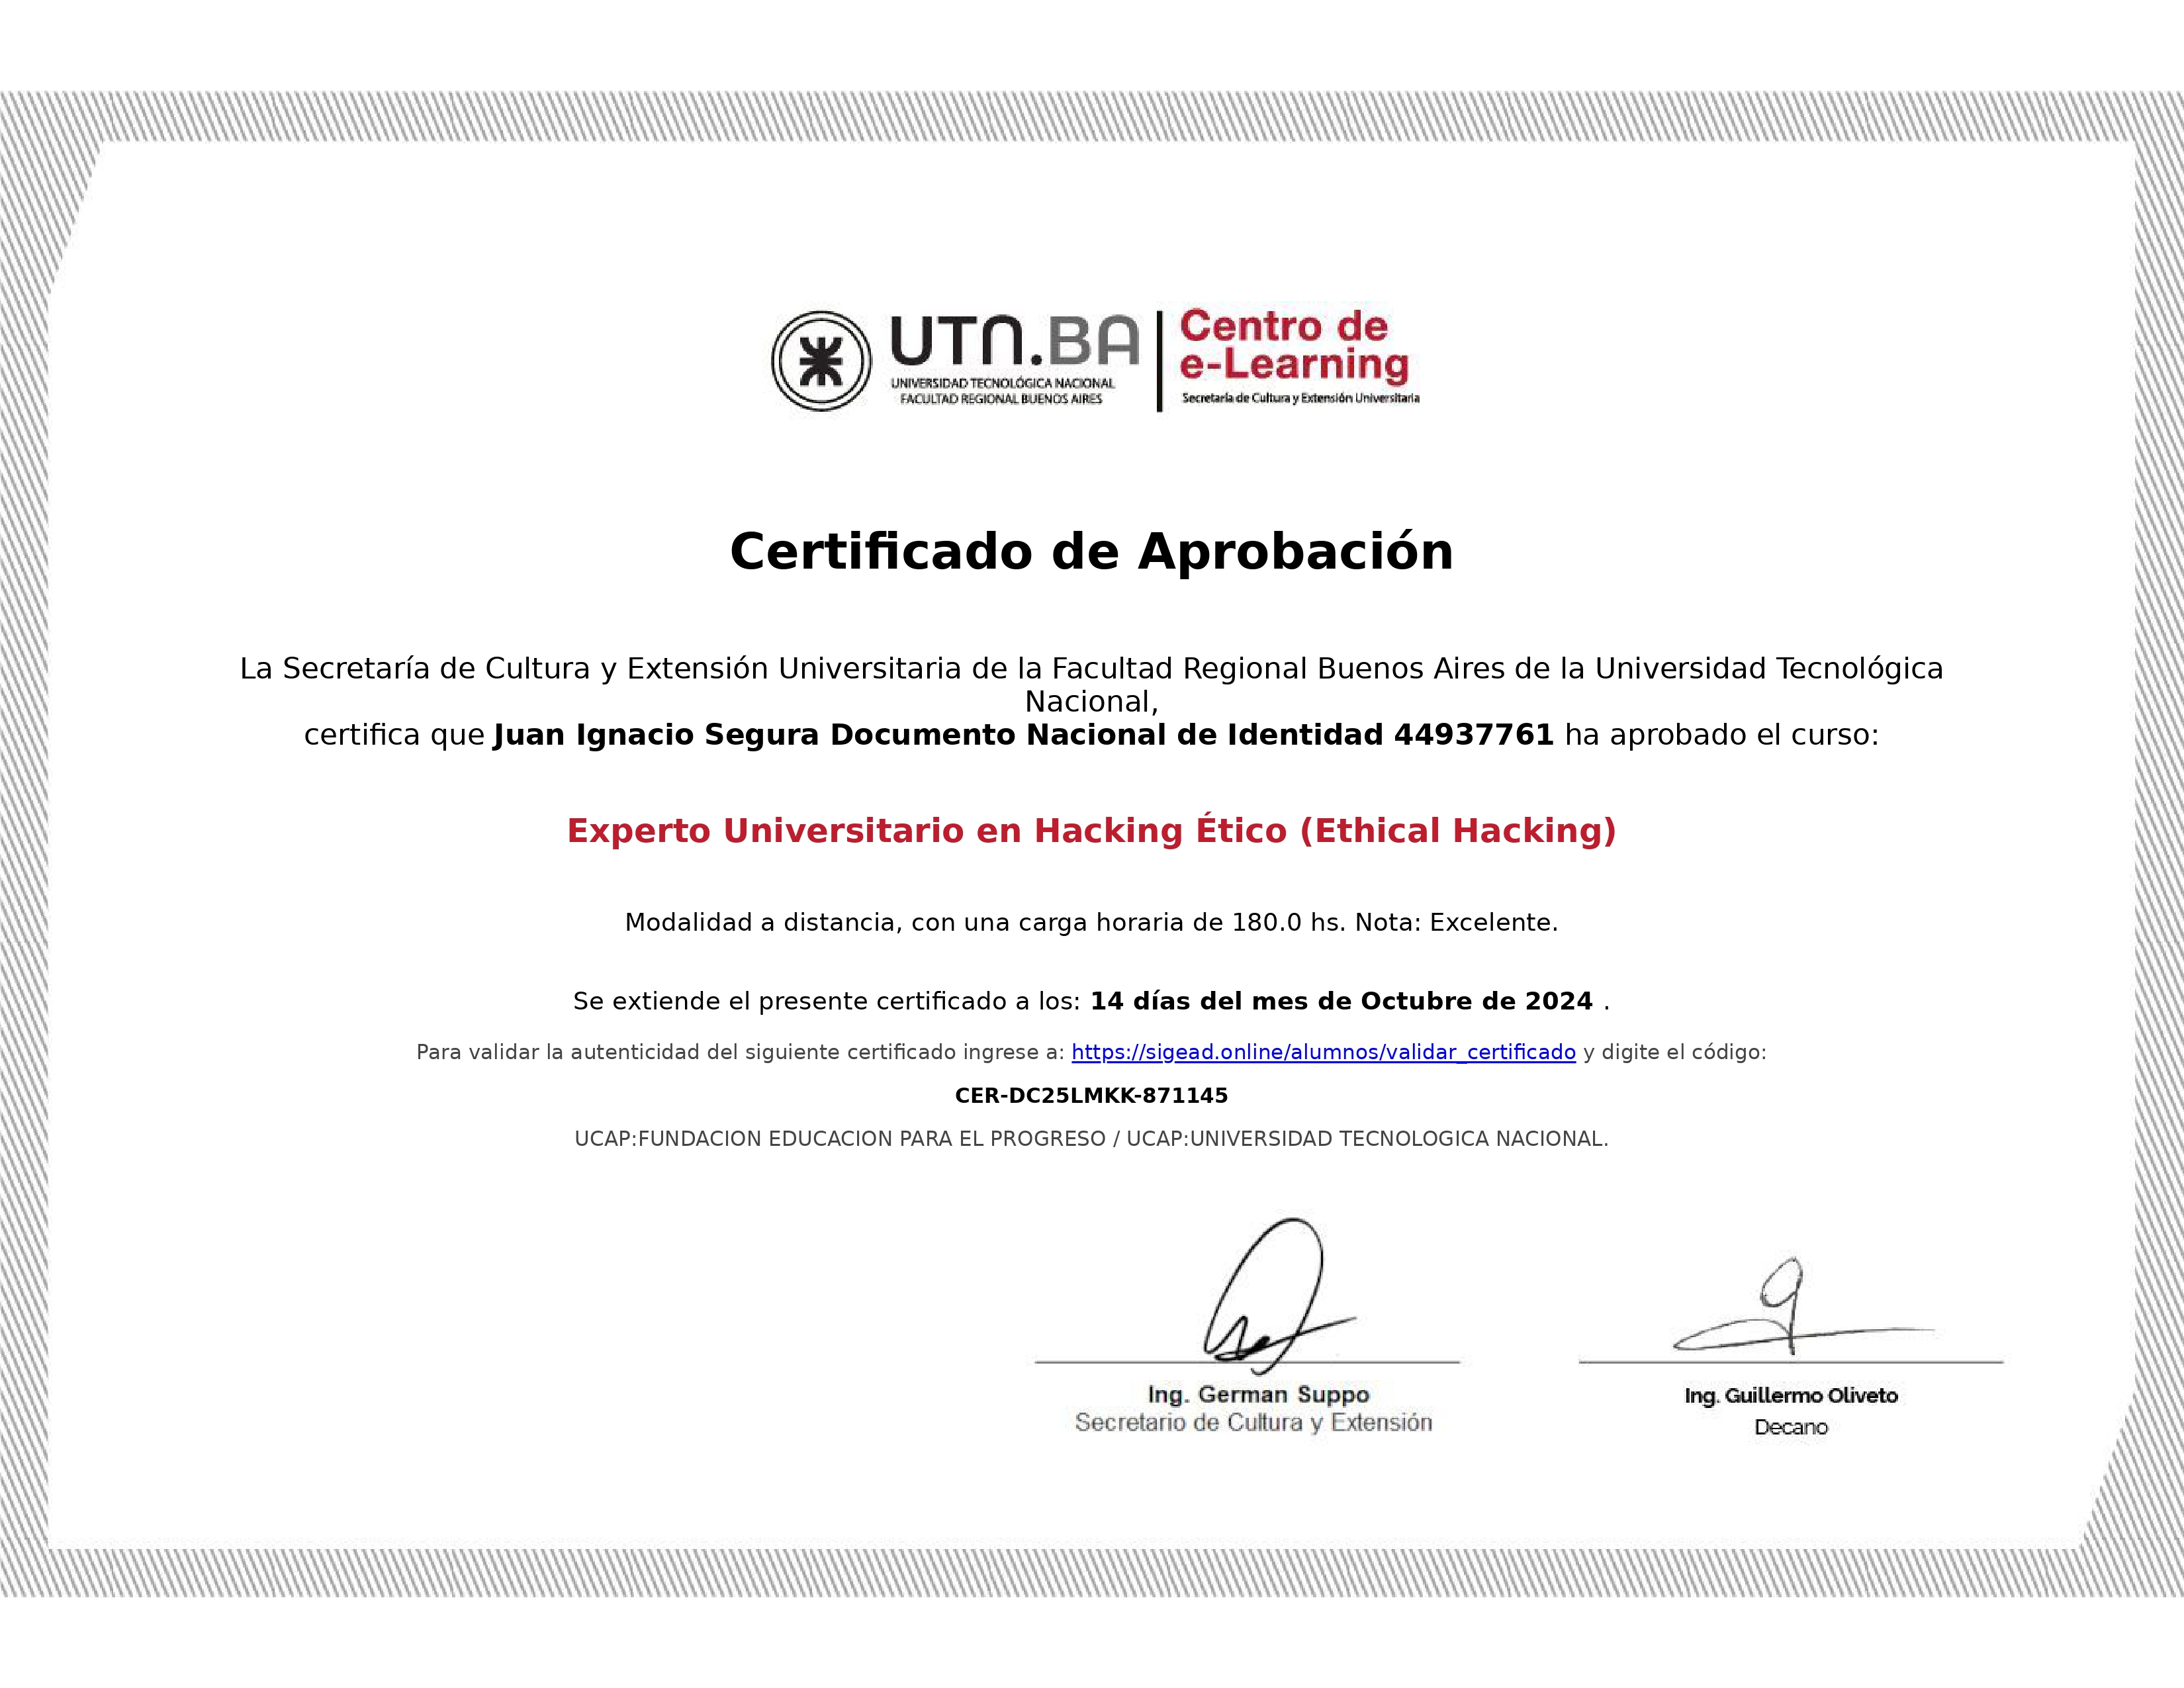 UTN.BA
UNIVERSIDAD TECNOLÓGICA NACIONAL
FACULTAD REGIONAL BUENOS AIRES
Centro de
e-Learning
Secretaría de Cultura y Extensión Universitaria
Certificado de Aprobación
La Secretaría de Cultura y Extensión Universitaria de la Facultad Regional Buenos Aires de la Universidad Tecnológica
Nacional,
certifica que Juan Ignacio Segura Documento Nacional de Identidad 44937761 ha aprobado el curso:
Experto Universitario en Hacking Ético (Ethical Hacking)
Modalidad a distancia, con una carga horaria de 180.0 hs. Nota: Excelente.
Se extiende el presente certificado a los: 14 días del mes de Octubre de 2024 .
Para validar la autenticidad del siguiente certificado ingrese a: https://sigead.online/alumnos/validar_certificado y digite el código:
CER-DC25LMKK-871145
UCAP:FUNDACION EDUCACION PARA EL PROGRESO / UCAP:UNIVERSIDAD TECNOLOGICA NACIONAL.
Ing. German Suppo
Secretario de Cultura y Extensión
Ing. Guillermo Oliveto
Decano